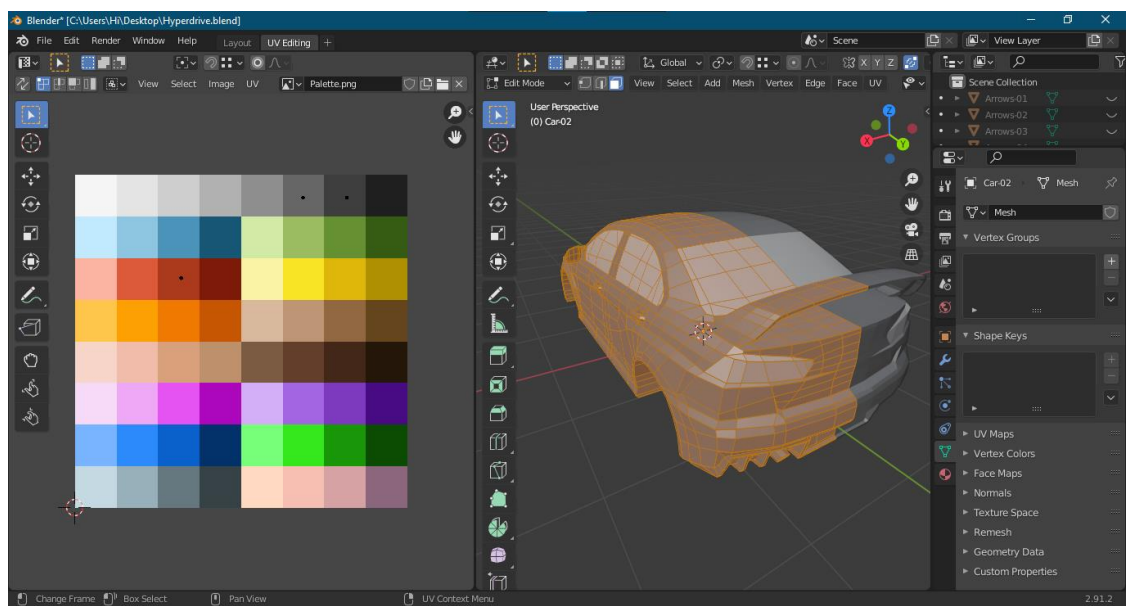 Blender* [C:\Users\Hi\Desktop\Hyperdrive.blend]
File Edit Render Window Help Layout UV Editing + Scene View Layer
Global X Y Z
View Select Image UV Palette.png Edit Mode View Select Add Mesh Vertex Edge Face UV
Scene Collection
Arrows-01
Arrows-02
Arrows-03
User Perspective
(0) Car-02
Z
X
Y
Car-02 Mesh
Mesh
Vertex Groups
Shape Keys
UV Maps
Vertex Colors
Face Maps
Normals
Texture Space
Remesh
Geometry Data
Custom Properties
Change Frame Box Select Pan View UV Context Menu 2.91.2